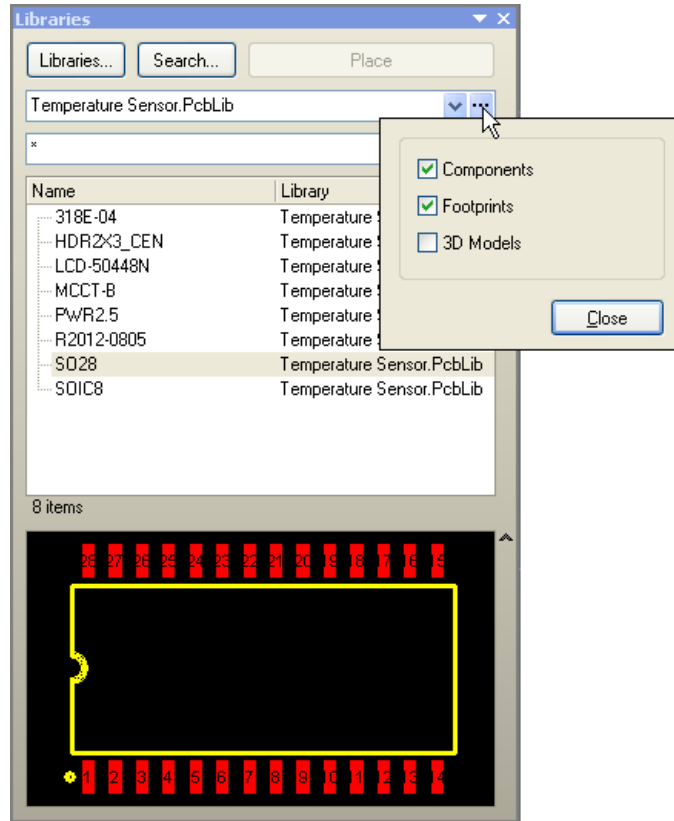 Libraries
Libraries... Search... Place
Temperature Sensor.PcbLib ...
*
Components
Footprints
3D Models
Close
Name Library
318E-04 Temperature
HDR2X3_CEN Temperature
LCD-50448N Temperature
MCCT-B Temperature
PWR2.5 Temperature
R2012-0805 Temperature
SO28 Temperature Sensor.PcbLib
SOIC8 Temperature Sensor.PcbLib
8 items
28 27 26 25 24 23 22 21 20 19 18 17 16 15
1 2 3 4 5 6 7 8 9 10 11 12 13 14